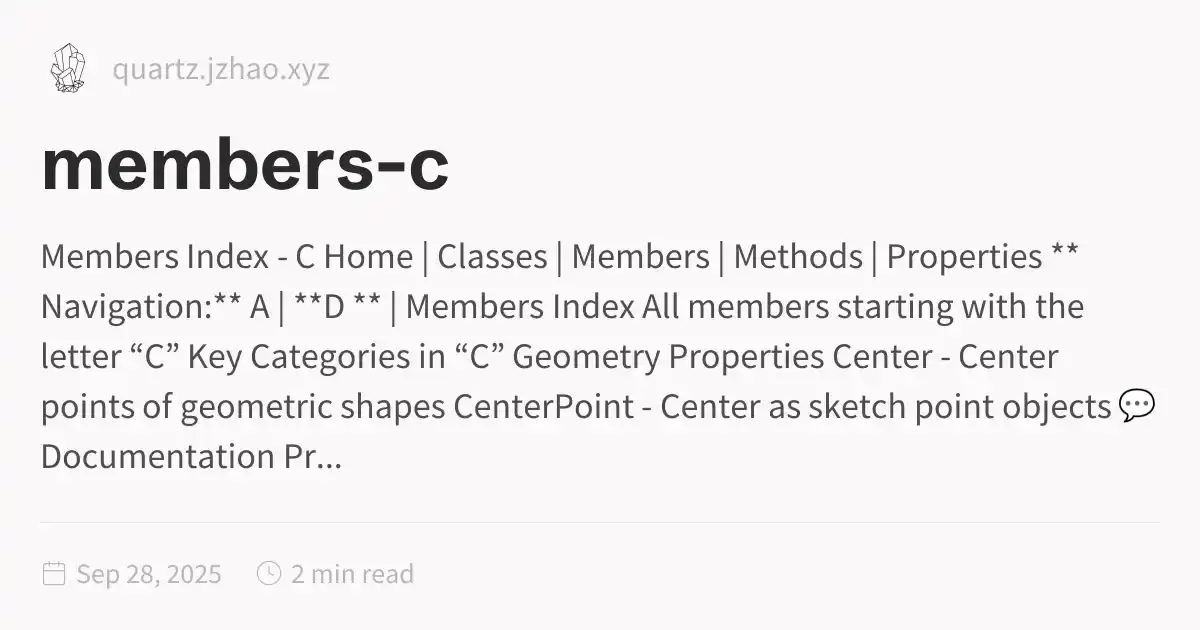 quartz.jzhao.xyz
members-c
Members Index - C Home | Classes | Members | Methods | Properties **
Navigation:** A | **D ** | Members Index All members starting with the
letter “C” Key Categories in “C” Geometry Properties Center - Center
points of geometric shapes CenterPoint - Center as sketch point objects 💬
Documentation Pr...
Sep 28, 2025 2 min read